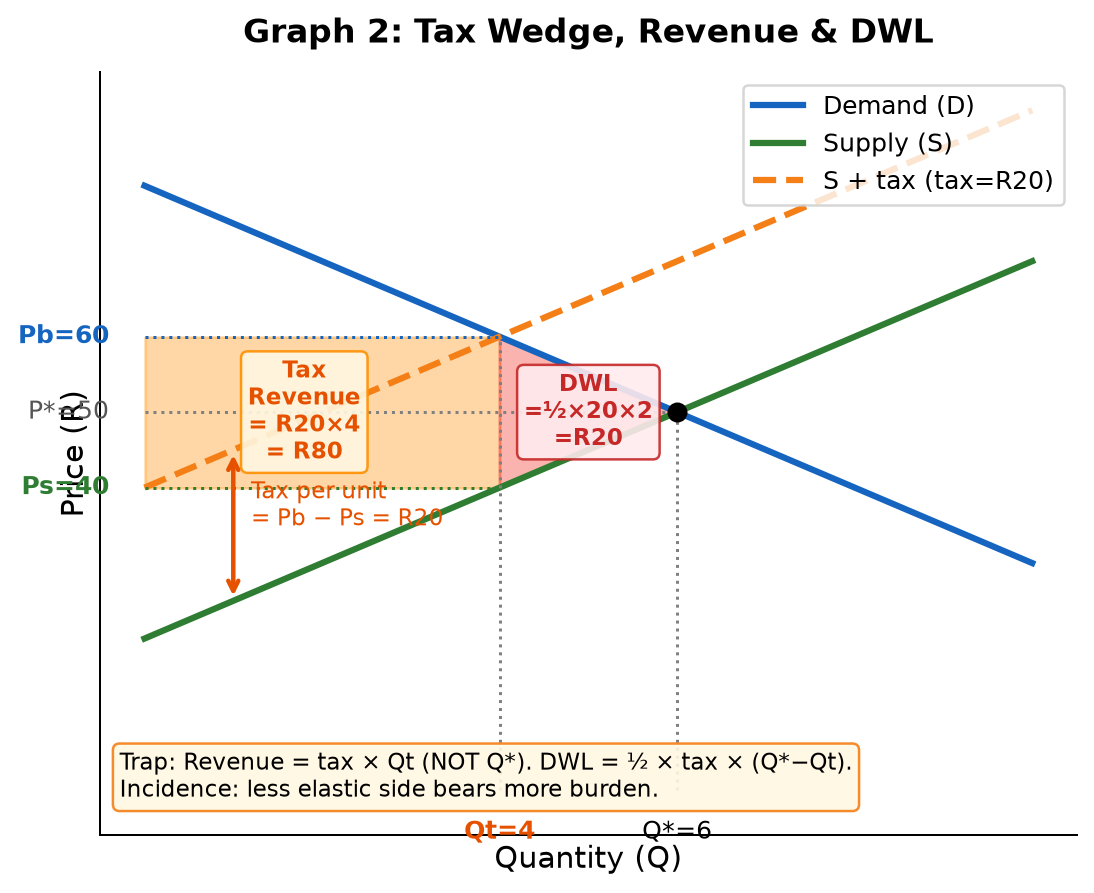 Graph 2: Tax Wedge, Revenue & DWL
Demand (D)
Supply (S)
S + tax (tax=R20)
Pb=60
P*=50
Ps=40
Price (R)
Tax
Revenue
= R20×4
= R80
DWL
=½×20×2
=R20
Tax per unit
= Pb − Ps = R20
Trap: Revenue = tax × Qt (NOT Q*). DWL = ½ × tax × (Q*−Qt).
Incidence: less elastic side bears more burden.
Qt=4
Q*=6
Quantity (Q)